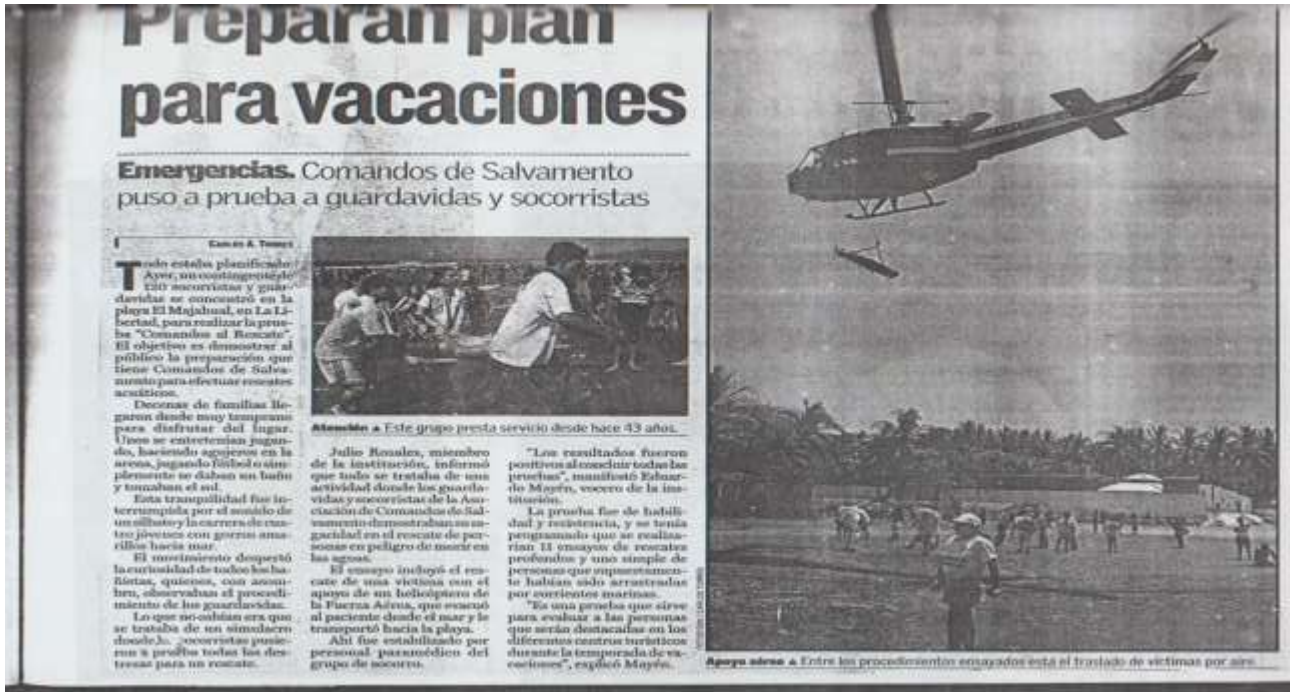 Preparan plan
para vacaciones
Emergencias. Comandos de Salvamento
puso a prueba a guardavidas y socorristas
Carlos A. Torres
Todo estaba planificado.
Ayer, un contingente de
120 socorristas y guar-
davidas se concentró en la
playa El Majahual, en La Li-
bertad, para realizar la prue-
ba "Comandos al Rescate".
El objetivo es demostrar al
público la preparación que
tiene Comandos de Salva-
mento para efectuar rescates
acuáticos.
Decenas de familias lle-
garon desde muy temprano
para disfrutar del lugar.
Unos se entretenían jugan-
do, haciendo agujeros en la
arena, jugando fútbol o sim-
plemente se daban un baño
y tomaban el sol.
Esta tranquilidad fue in-
terrumpida por el sonido de
un silbato y la carrera de cua-
tro jóvenes con gorros ama-
rillos hacia mar.
El movimiento despertó
la curiosidad de todos los ba-
ñistas, quienes, con asom-
bro, observaban el procedi-
miento de los guardavidas.
Lo que no sabían era que
se trataba de un simulacro
donde socorristas pusie-
ron a prueba todas las des-
trezas para un rescate.
Atención ▲ Este grupo presta servicio desde hace 43 años.
Julio Rosales, miembro
de la institución, informó
que todo se trataba de una
actividad donde los guarda-
vidas y socorristas de la Aso-
ciación de Comandos de Sal-
vamento demostraban su sa-
gacidad en el rescate de per-
sonas en peligro de morir en
las aguas.
El ensayo incluyó el res-
cate de una víctima con el
apoyo de un helicóptero de
la Fuerza Aérea, que evacuó
al paciente desde el mar y le
transportó hacia la playa.
Ahí fue estabilizado por
personal paramédico del
grupo de socorro.
"Los resultados fueron
positivos al concluir todas las
pruebas", manifestó Eduar-
do Mayén, vocero de la ins-
titución.
La prueba fue de habili-
dad y resistencia, y se tenía
programado que se realiza-
rían 11 ensayos de rescates
profundos y uno simple de
personas que supuestamen-
te habían sido arrastradas
por corrientes marinas.
"Es una prueba que sirve
para evaluar a las personas
que serán destacadas en los
diferentes centros turísticos
durante la temporada de va-
caciones", explicó Mayén.
Apoyo aéreo ▲ Entre los procedimientos ensayados está el traslado de víctimas por aire.